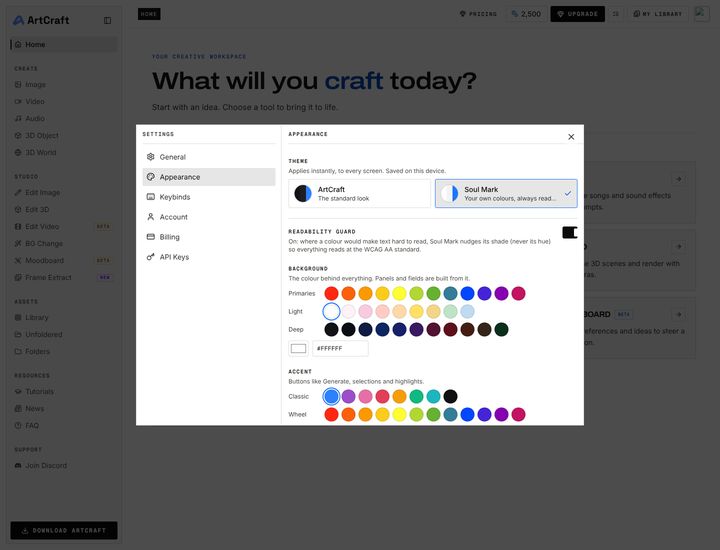 ArtCraft
Home
CREATE
Image
Video
Audio
3D Object
3D World
STUDIO
Edit Image
Edit 3D
Edit Video BETA
BG Change
Moodboard BETA
Frame Extract NEW
ASSETS
Library
Unfoldered
Folders
RESOURCES
Tutorials
News
FAQ
SUPPORT
Join Discord
DOWNLOAD ARTCRAFT
HOME
PRICING
2,500
UPGRADE
MY LIBRARY
YOUR CREATIVE WORKSPACE
What will you craft today?
Start with an idea. Choose a tool to bring it to life.
SETTINGS
General
Appearance
Keybinds
Account
Billing
API Keys
APPEARANCE
THEME
Applies instantly, to every screen. Saved on this device.
ArtCraft
The standard look
Soul Mark
Your own colours, always read...
READABILITY GUARD
On: where a colour would make text hard to read, Soul Mark nudges its shade (never its hue)
so everything reads at the WCAG AA standard.
BACKGROUND
The colour behind everything. Panels and fields are built from it.
Primaries
Light
Deep
#FFFFFF
ACCENT
Buttons like Generate, selections and highlights.
Classic
Wheel
songs and sound effects
3D scenes and render with
BOARD BETA
references and ideas to steer a